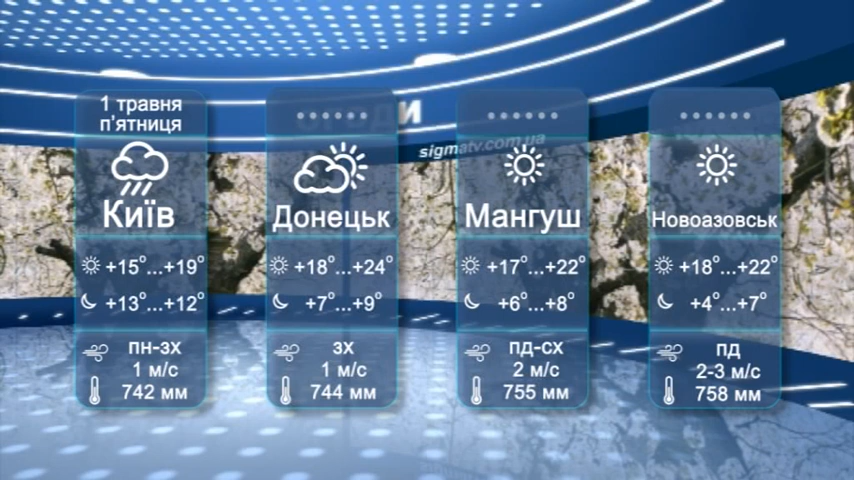 1 травня
п'ятниця
Київ
+15°...+19°
+13°...+12°
пн-зх
1 м/с
742 мм
Донецьк
+18°...+24°
+7°...+9°
зх
1 м/с
744 мм
sigmatv.com.ua
Мангуш
+17°...+22°
+6°...+8°
пд-сх
2 м/с
755 мм
Новоазовськ
+18°...+22°
+4°...+7°
пд
2-3 м/с
758 мм